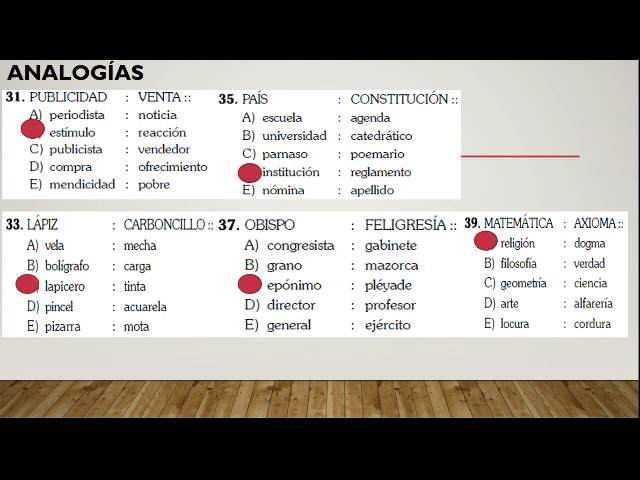 ANALOGÍAS
31. PUBLICIDAD : VENTA ::
A) periodista : noticia
estímulo : reacción
C) publicista : vendedor
D) compra : ofrecimiento
E) mendicidad : pobre
35. PAÍS : CONSTITUCIÓN ::
A) escuela : agenda
B) universidad : catedrático
C) parnaso : poemario
institución : reglamento
E) nómina : apellido
33. LÁPIZ : CARBONCILLO ::
A) vela : mecha
B) bolígrafo : carga
lapicero : tinta
D) pincel : acuarela
E) pizarra : mota
37. OBISPO : FELIGRESÍA ::
A) congresista : gabinete
B) grano : mazorca
epónimo : pléyade
D) director : profesor
E) general : ejército
39. MATEMÁTICA : AXIOMA ::
religión : dogma
B) filosofía : verdad
C) geometría : ciencia
D) arte : alfarería
E) locura : cordura